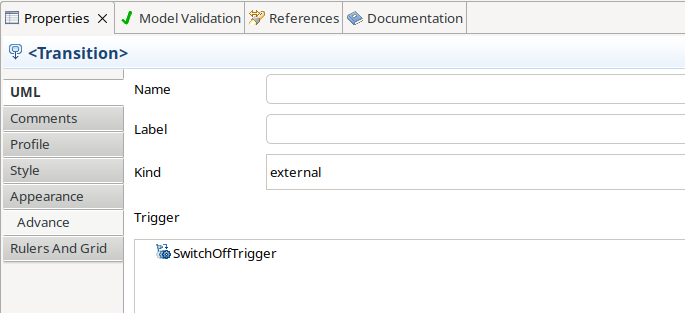 Properties Model Validation References Documentation
<Transition>
UML
Comments
Profile
Style
Appearance
Advance
Rulers And Grid
Name
Label
Kind external
Trigger
SwitchOffTrigger